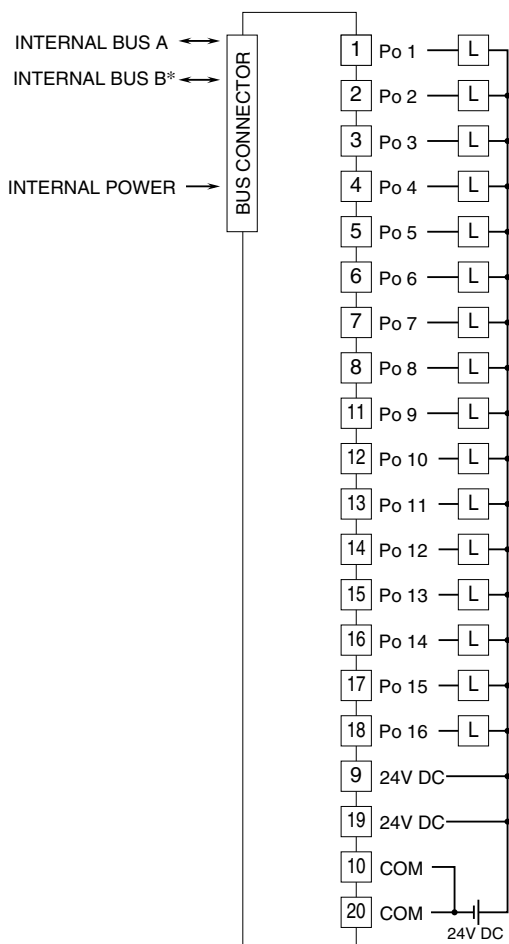 INTERNAL BUS A
INTERNAL BUS B*
INTERNAL POWER
BUS CONNECTOR
1 Po 1 L
2 Po 2 L
3 Po 3 L
4 Po 4 L
5 Po 5 L
6 Po 6 L
7 Po 7 L
8 Po 8 L
11 Po 9 L
12 Po 10 L
13 Po 11 L
14 Po 12 L
15 Po 13 L
16 Po 14 L
17 Po 15 L
18 Po 16 L
9 24V DC
19 24V DC
10 COM
20 COM
24V DC